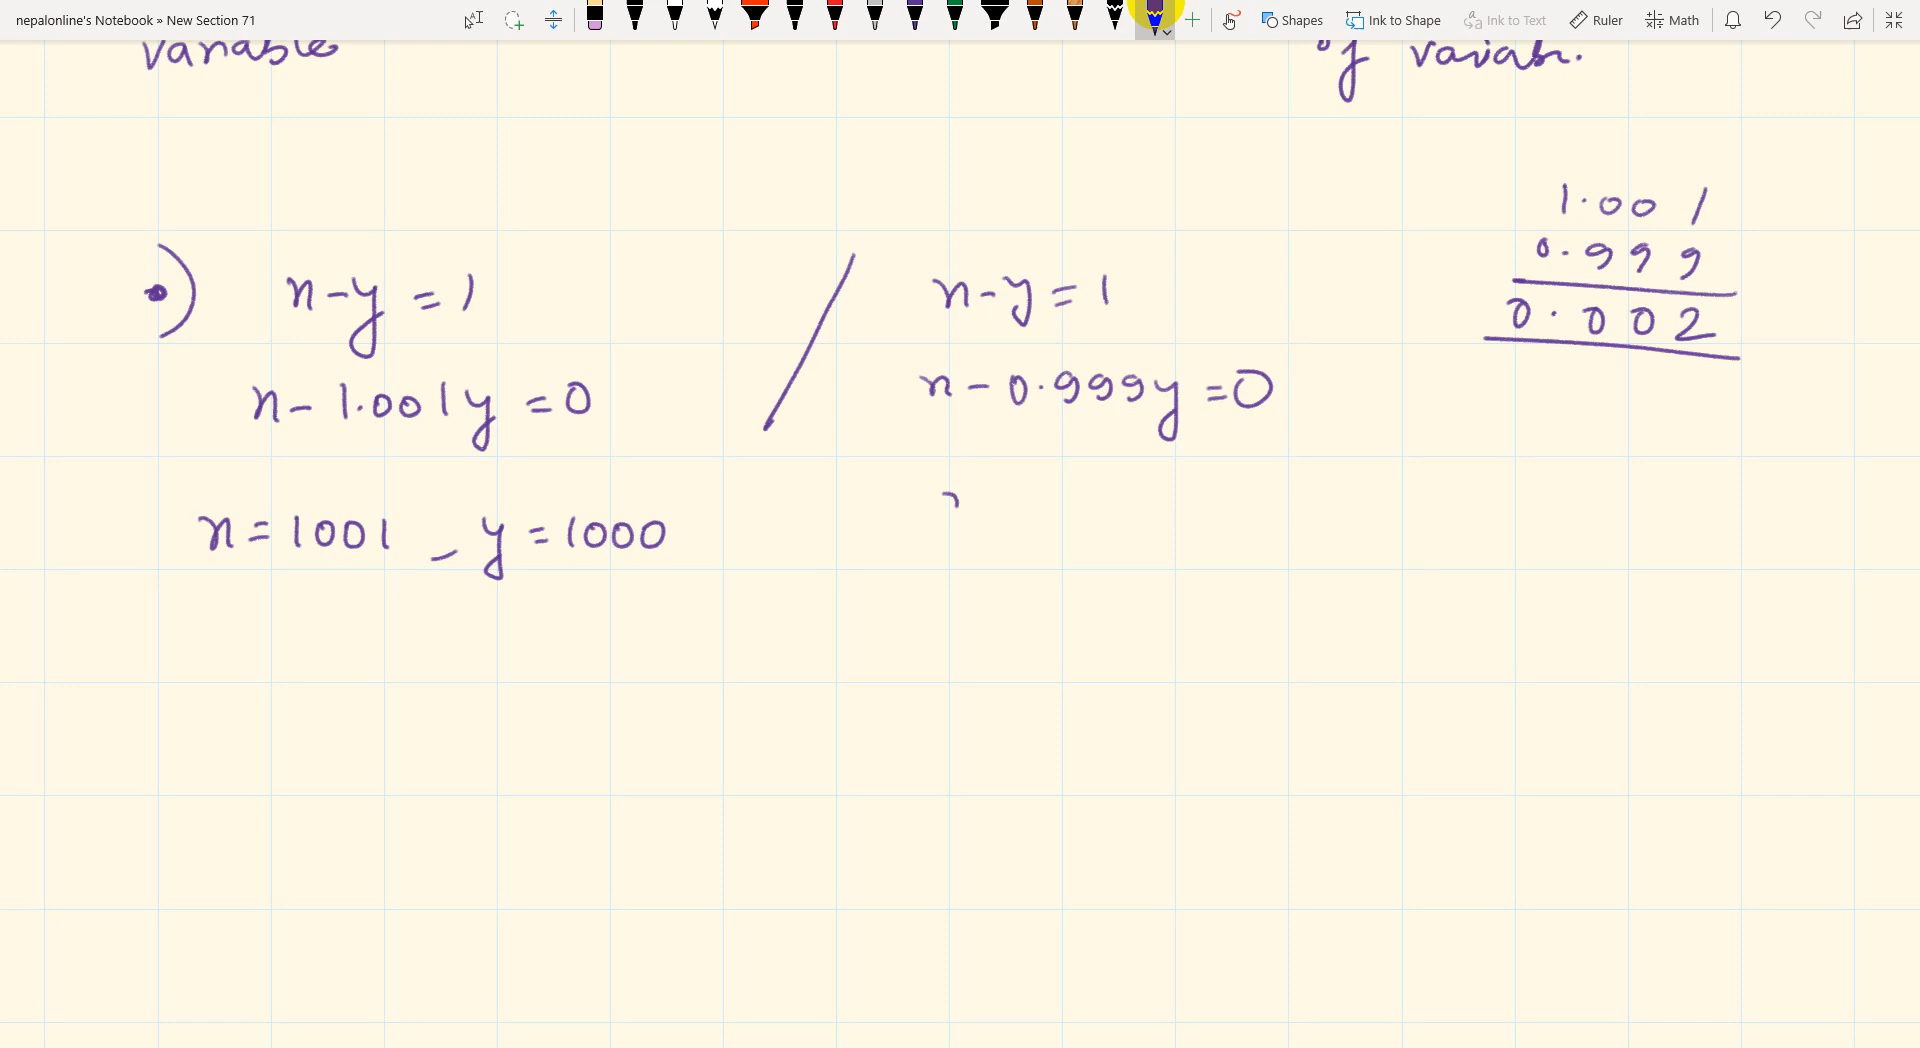 nepalonline's Notebook » New Section 71
Shapes
Ink to Shape
Ink to Text
Ruler
Math
variable
of
1.001
0.999
0.002
x-y=1
x-1.001y=0
x=1001 - y=1000
x-y=1
x-0.999y=0